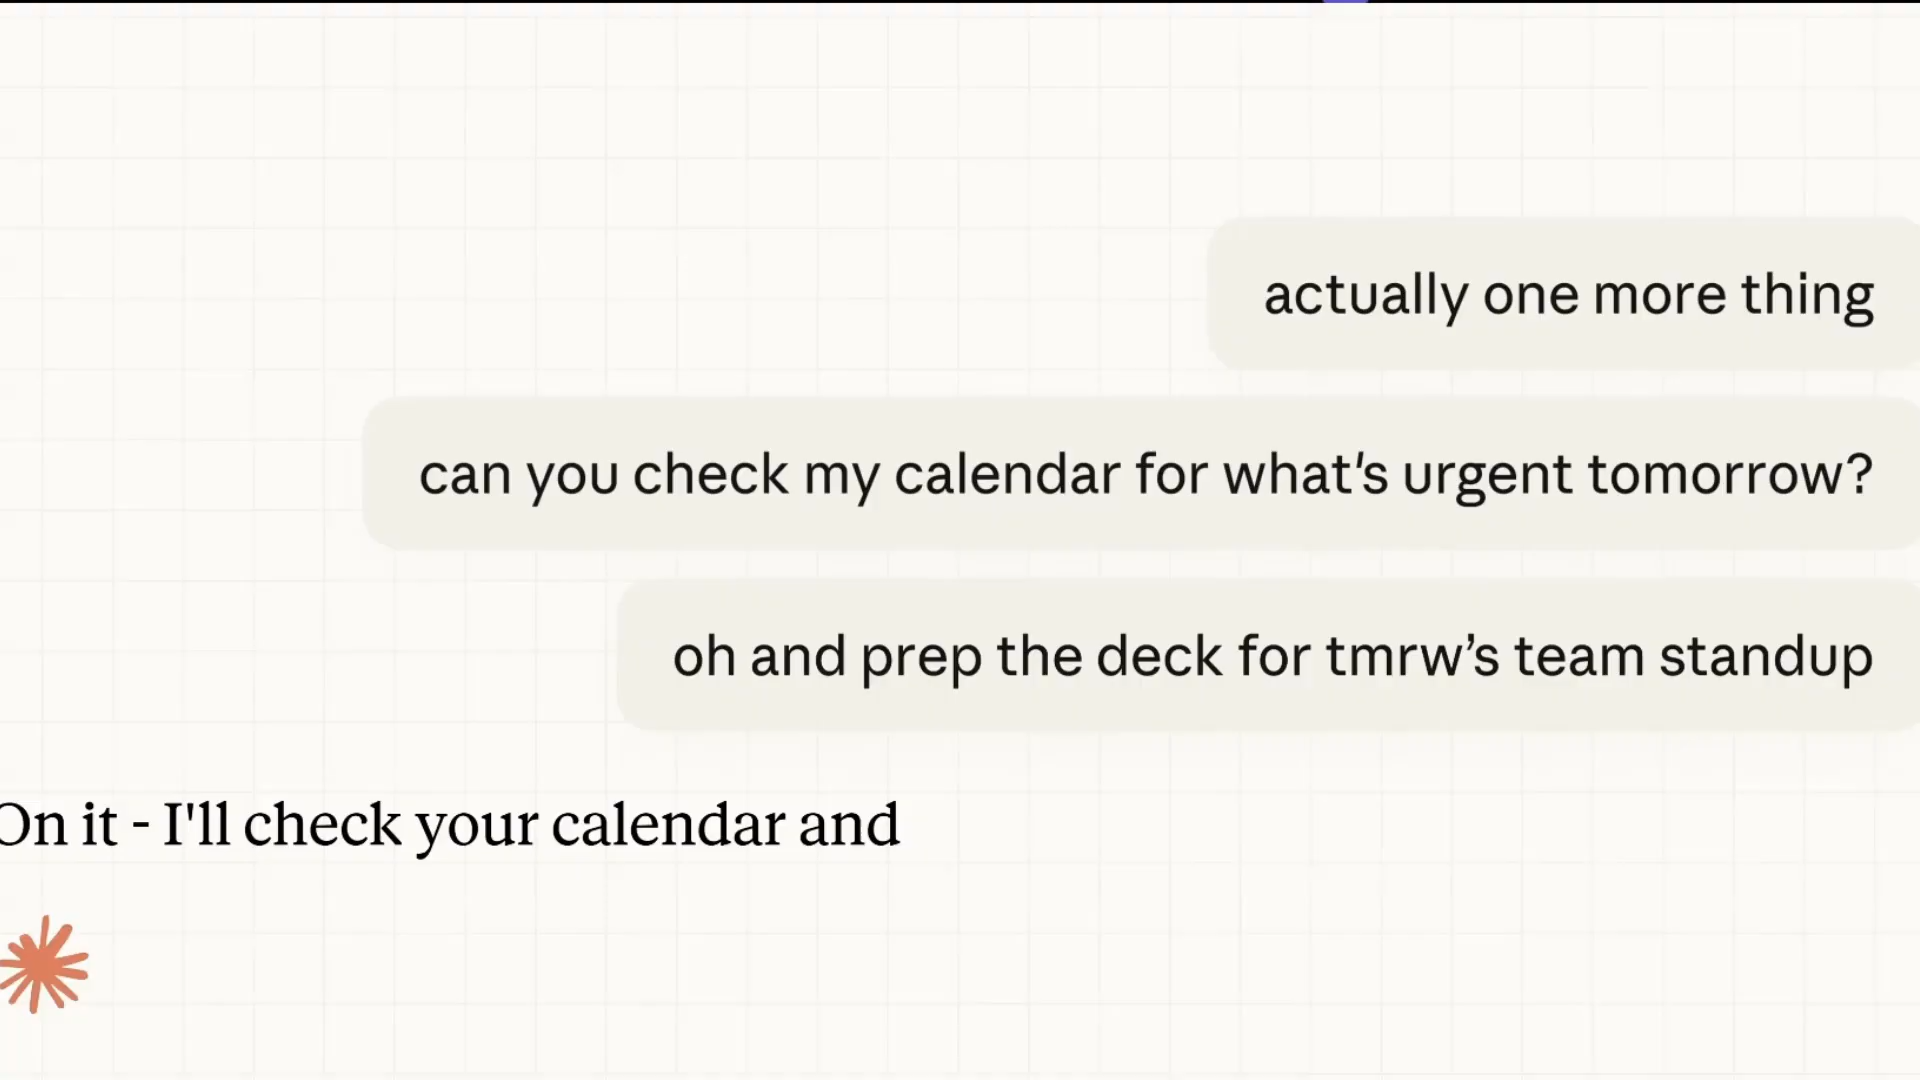 actually one more thing
can you check my calendar for what's urgent tomorrow?
oh and prep the deck for tmrw’s team standup
On it - I'll check your calendar and